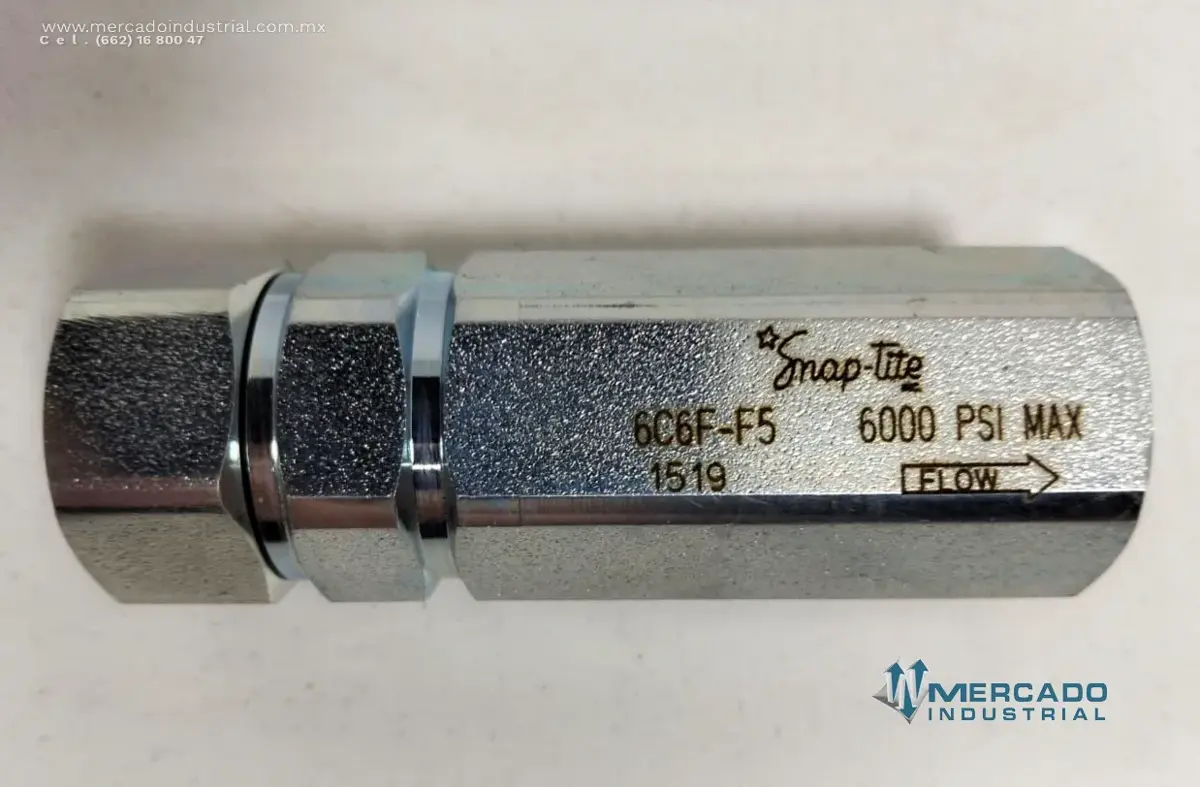 www.mercadoindustrial.com.mx
Cel. (662) 16 800 47
Snap-Tite
6C6F-F5 6000 PSI MAX
1519 FLOW
MERCADO
INDUSTRIAL